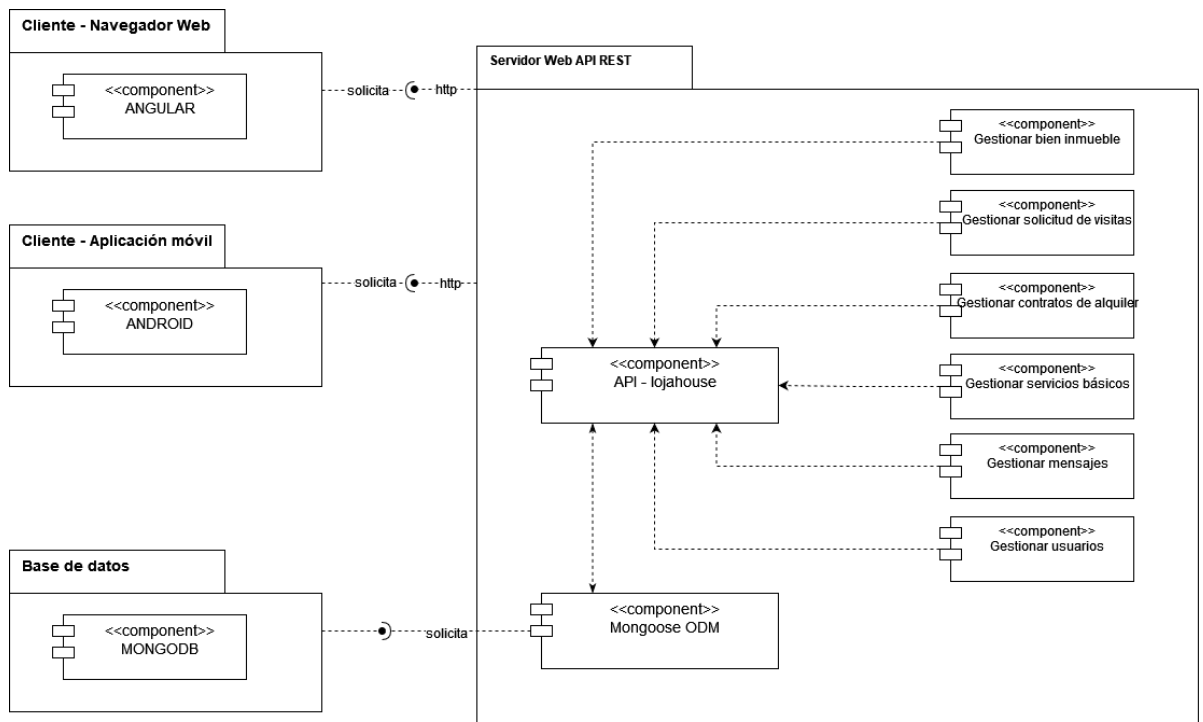 Cliente - Navegador Web
<<component>>
ANGULAR
solicita
http
Servidor Web API REST
<<component>>
Gestionar bien inmueble
<<component>>
Gestionar solicitud de visitas
Cliente - Aplicación móvil
<<component>>
ANDROID
solicita
http
<<component>>
Gestionar contratos de alquiler
<<component>>
API - lojahouse
<<component>>
Gestionar servicios básicos
<<component>>
Gestionar mensajes
<<component>>
Gestionar usuarios
Base de datos
<<component>>
MONGODB
solicita
<<component>>
Mongoose ODM